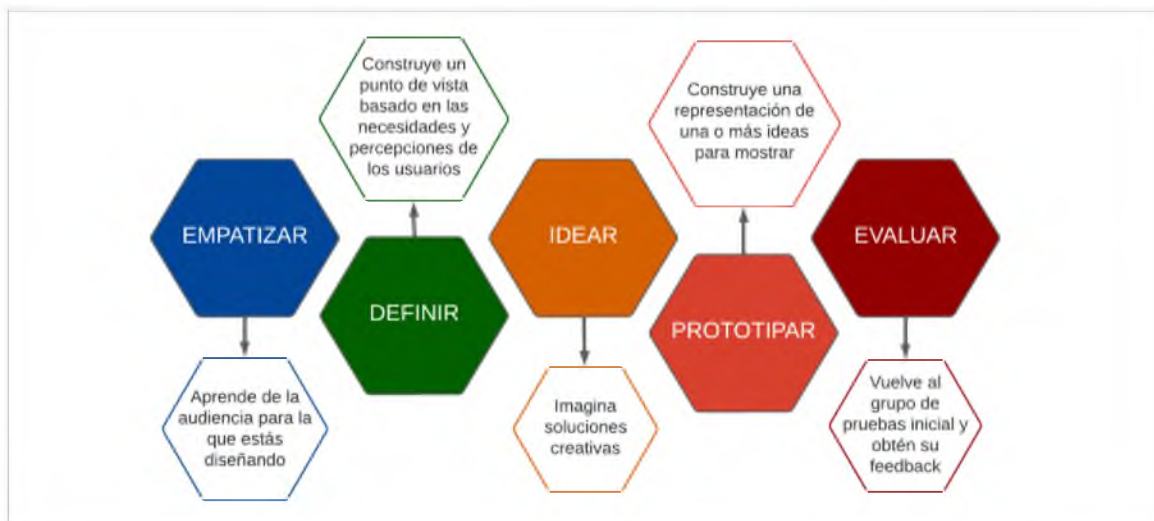 EMPATIZAR
Aprende de la
audiencia para la
que estás
diseñando
Construye un
punto de vista
basado en las
necesidades y
percepciones de
los usuarios
DEFINIR
IDEAR
Imagina
soluciones
creativas
Construye una
representación de
una o más ideas
para mostrar
PROTOTIPAR
EVALUAR
Vuelve al
grupo de
pruebas inicial y
obtén su
feedback